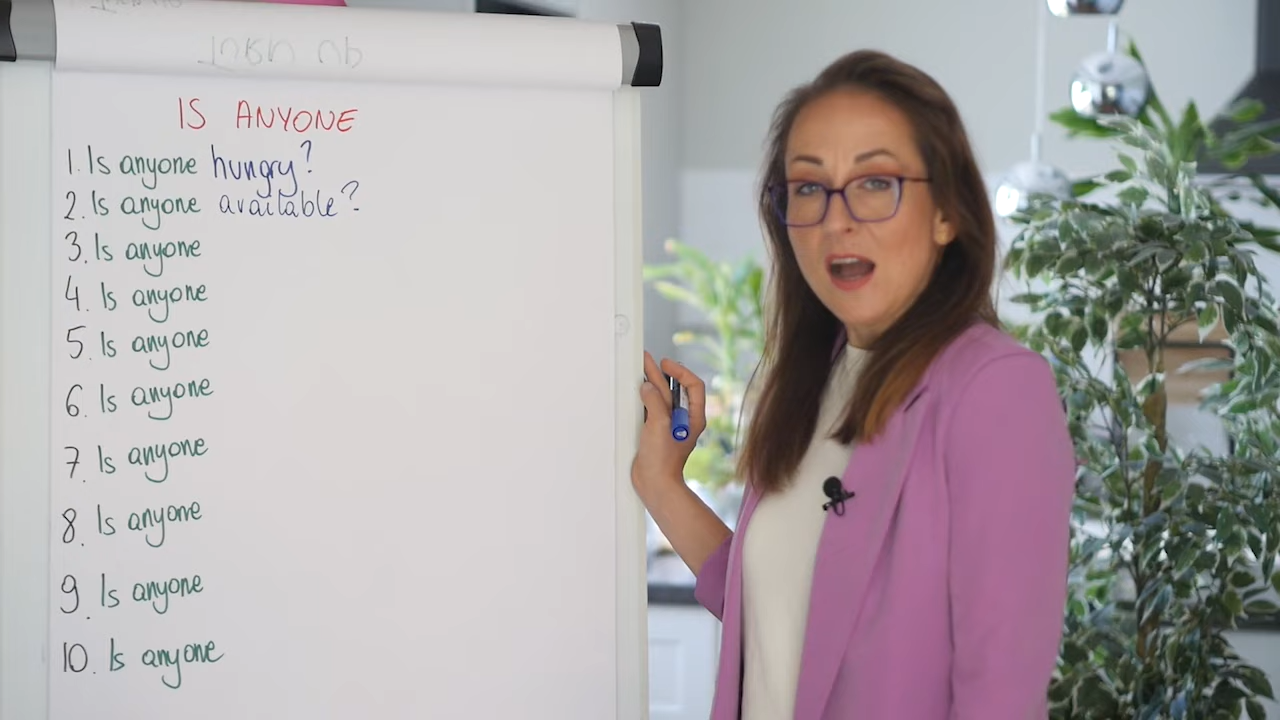 IS ANYONE
1. Is anyone hungry?
2. Is anyone available?
3. Is anyone
4. Is anyone
5. Is anyone
6. Is anyone
7. Is anyone
8. Is anyone
9. Is anyone
10. Is anyone